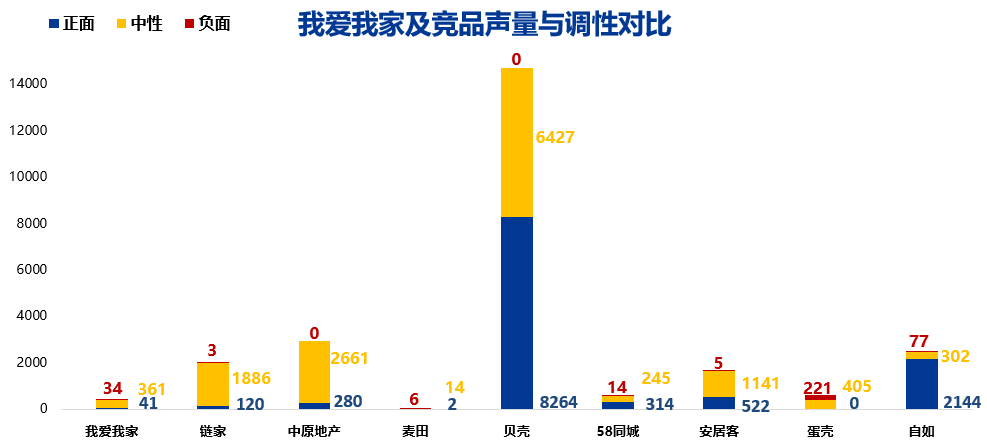 我爱我家及竞品声量与调性对比
正面 中性 负面
14000
12000
10000
8000
6000
4000
2000
0
34 361 41
3 1886 120
0 2661 280
6 14 2
0 6427 8264
14 245 314
5 1141 522
221 405 0
77 302 2144
我爱我家 链家 中原地产 麦田 贝壳 58同城 安居客 蛋壳 自如